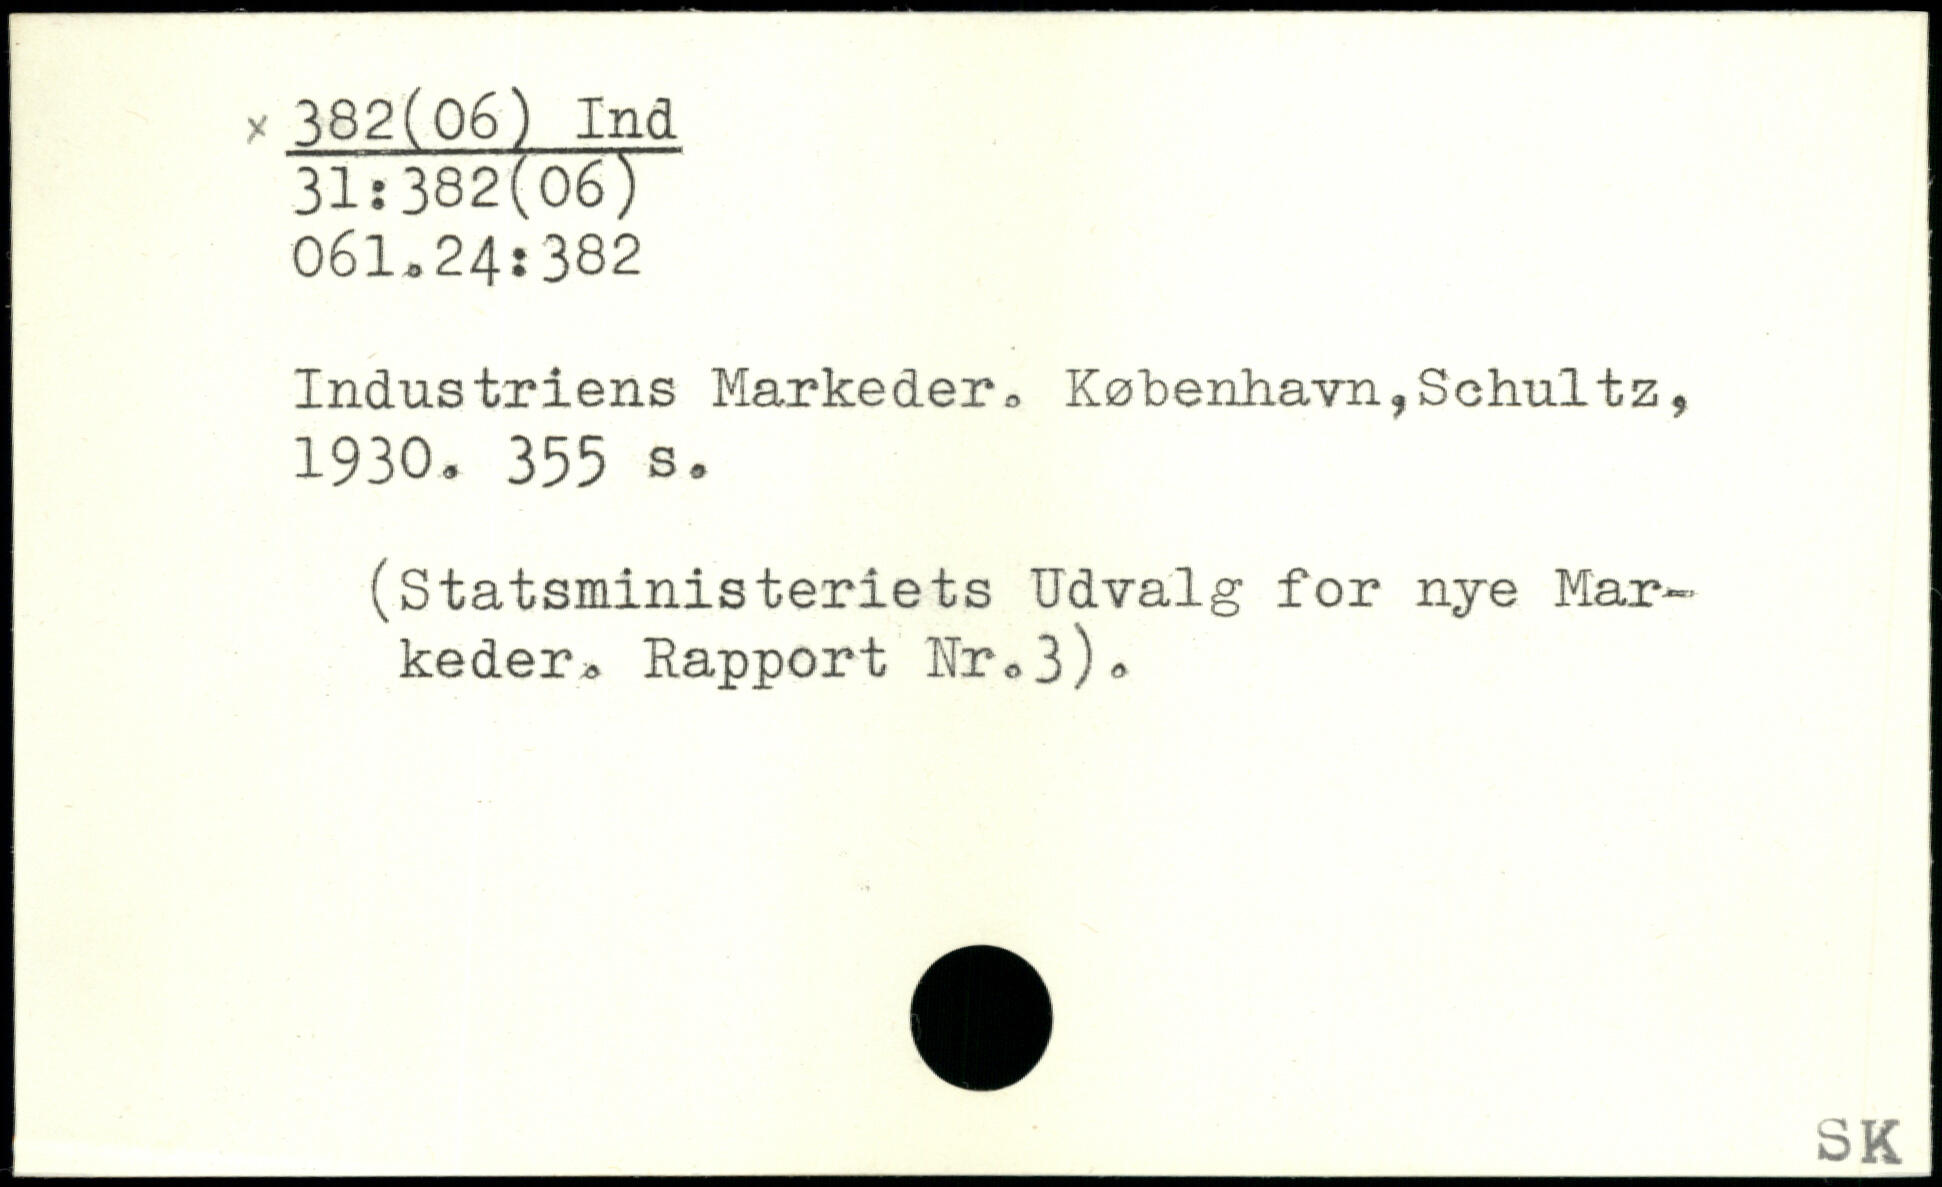 x 382(06) Ind
31:382(06)
061.24:382
Industriens Markeder. København,Schultz,
1930. 355 s.
(Statsministeriets Udvalg for nye Mar-
keder. Rapport Nr.3).
SK